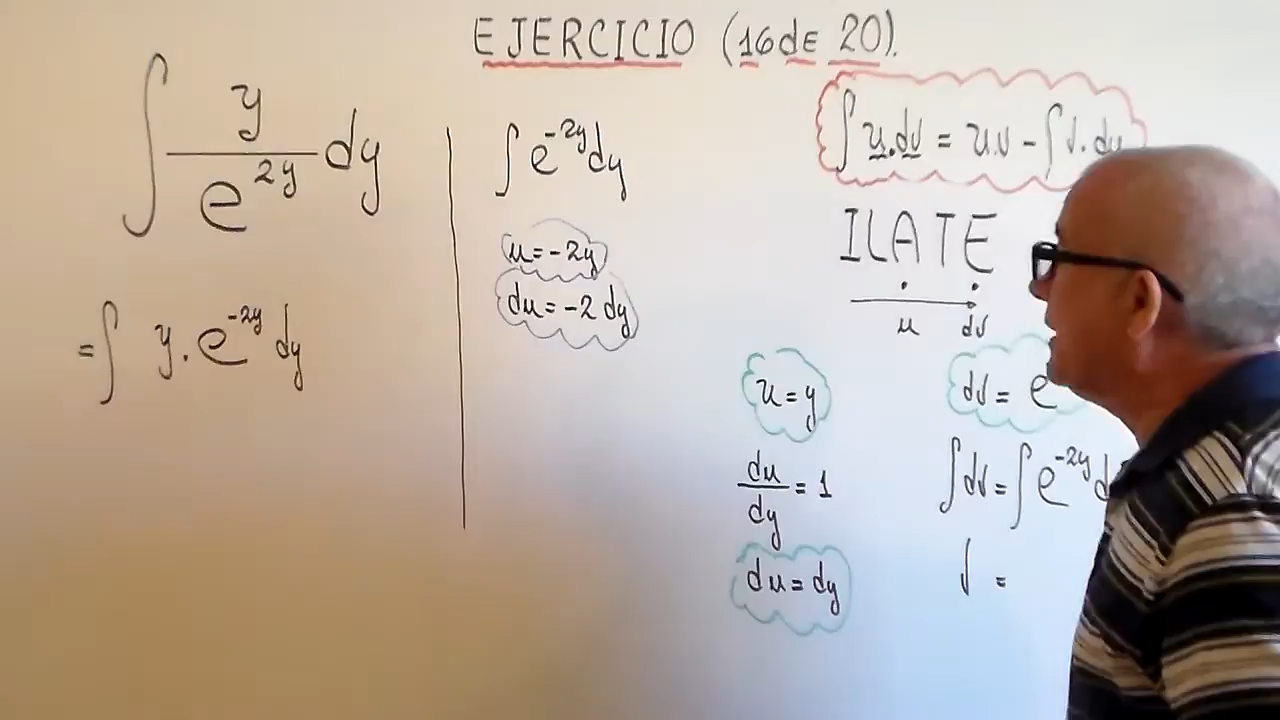 EJERCICIO (16 de 20).
∫ y / e^{2y} dy
= ∫ y . e^{-2y} dy
∫ e^{-2y} dy
u = -2y
du = -2 dy
∫ u . dv = u.v - ∫ v . du
ILATE
u dv
u = y
du/dy = 1
du = dy
dv = e
∫ dv = ∫ e^{-2y} d
v =